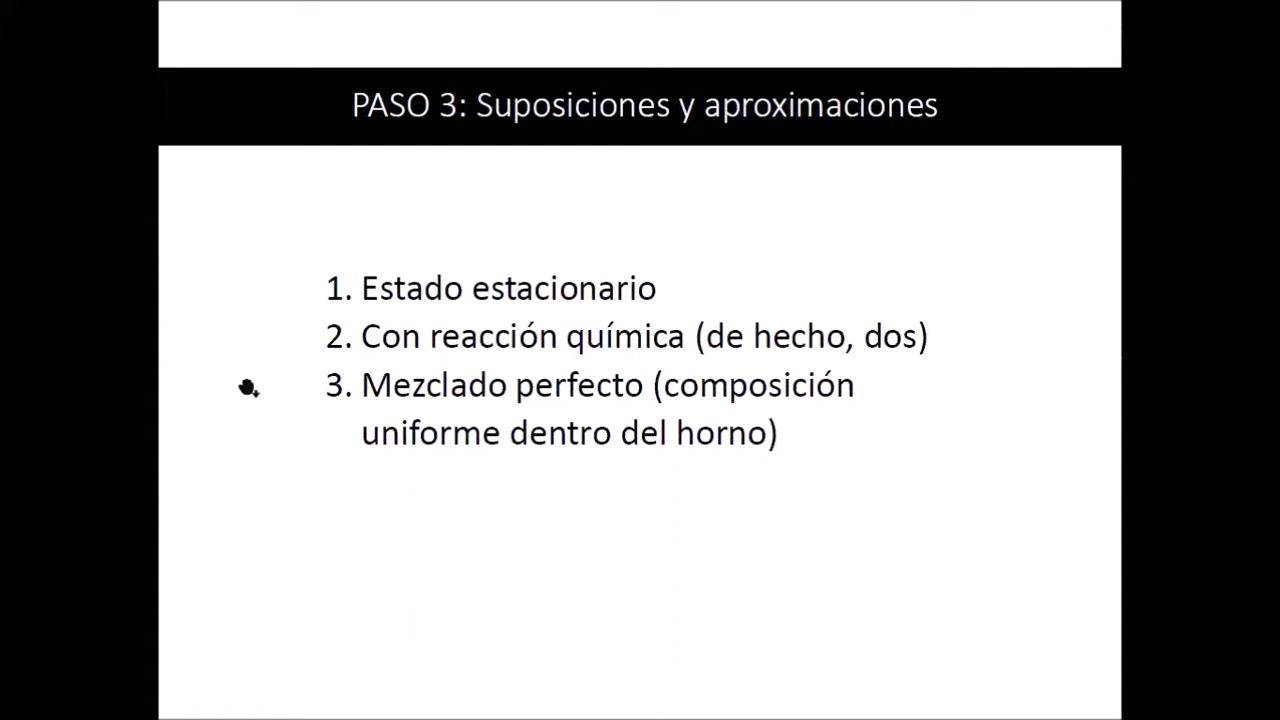 PASO 3: Suposiciones y aproximaciones
1. Estado estacionario
2. Con reacción química (de hecho, dos)
3. Mezclado perfecto (composición
uniforme dentro del horno)